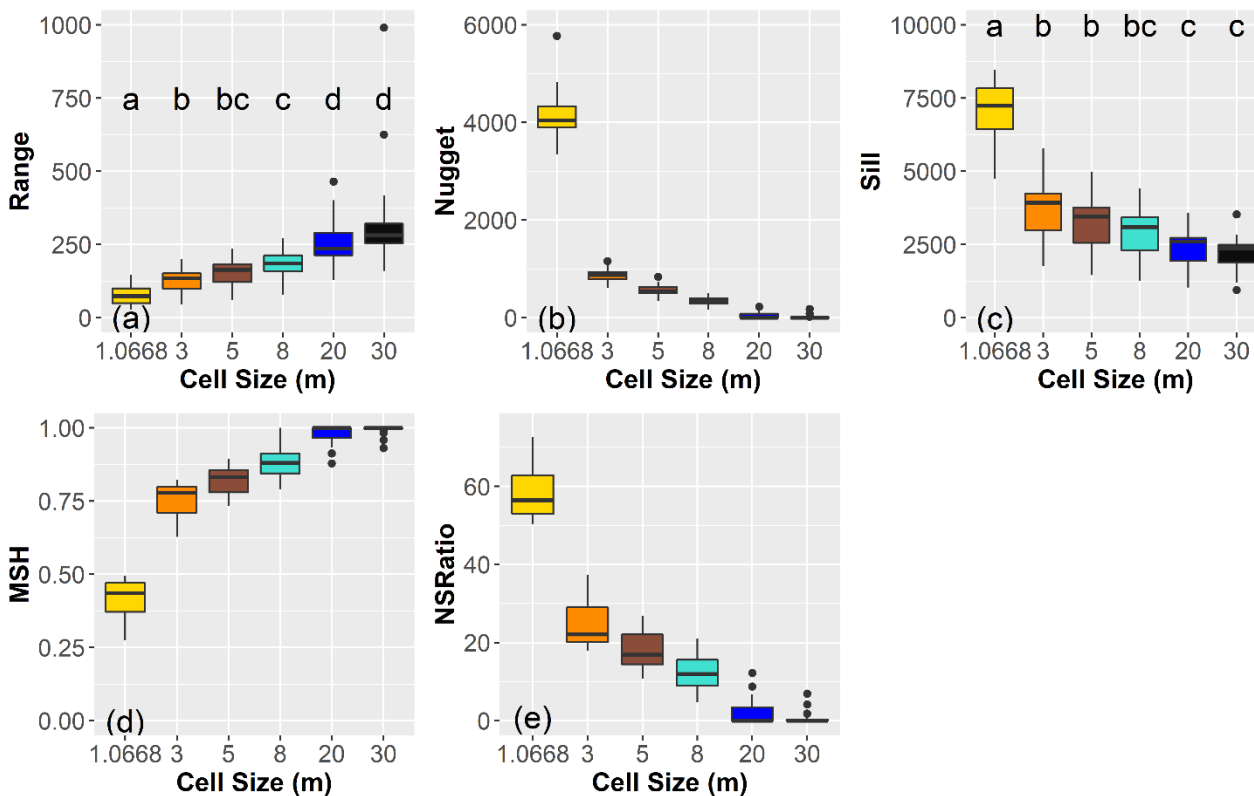 1000
750
500
250
0
Range
a b bc c d d
(a)
1.0668 3 5 8 20 30
Cell Size (m)
6000
4000
2000
0
Nugget
(b)
1.0668 3 5 8 20 30
Cell Size (m)
10000
7500
5000
2500
0
Sill
a b b bc c c
(c)
1.0668 3 5 8 20 30
Cell Size (m)
1.00
0.75
0.50
0.25
0.00
MSH
(d)
1.0668 3 5 8 20 30
Cell Size (m)
60
40
20
0
NSRatio
(e)
1.0668 3 5 8 20 30
Cell Size (m)